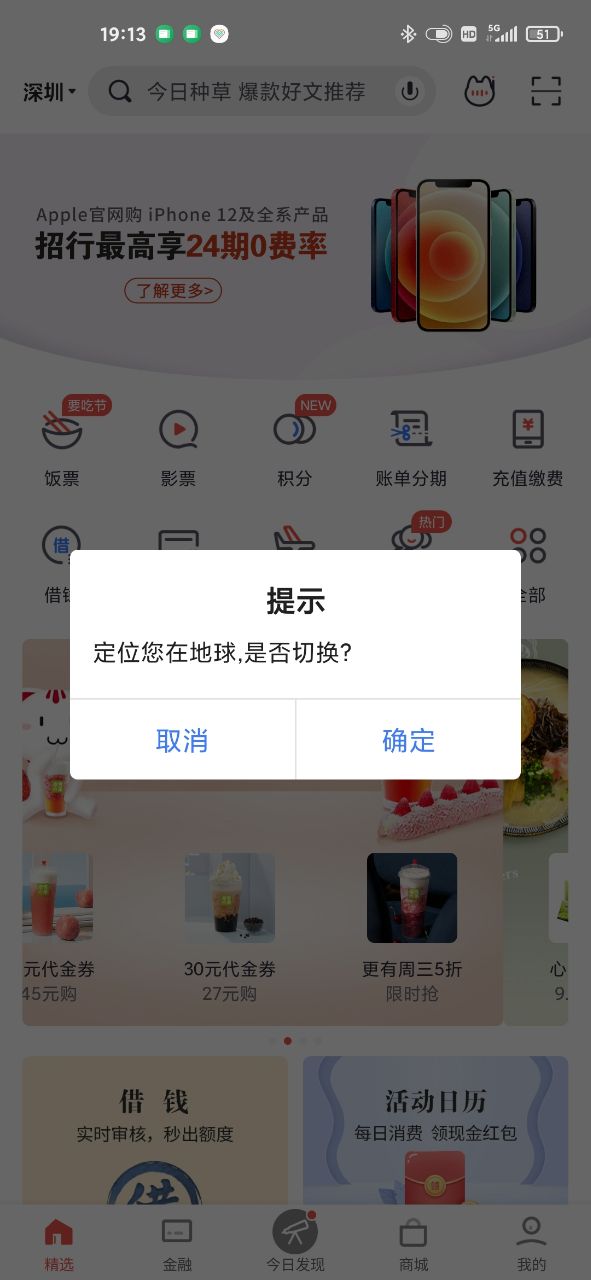 19:13
HD
5G
51
深圳
今日种草 爆款好文推荐
Apple官网购 iPhone 12及全系产品
招行最高享24期0费率
了解更多>
要吃节
NEW
饭票
影票
积分
账单分期
充值缴费
借
热门
借钱
全部
提示
定位您在地球,是否切换?
取消
确定
元代金券
30元代金券
更有周三5折
心
45元购
27元购
限时抢
9.
借 钱
活动日历
实时审核，秒出额度
每日消费 领现金红包
借
精选
金融
今日发现
商城
我的